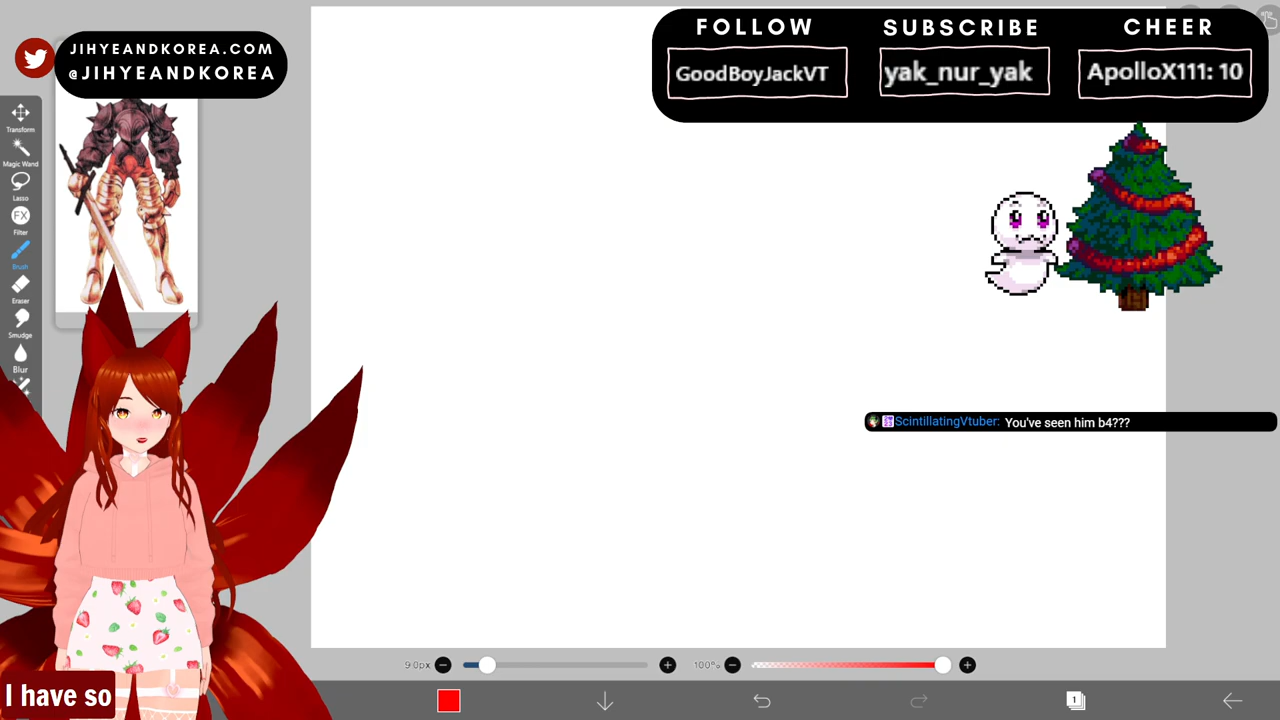 JIHYEANDKOREA.COM
@JIHYEANDKOREA
FOLLOW
GoodBoyJackVT
SUBSCRIBE
yak_nur_yak
CHEER
ApolloX111: 10
Transform
Magic Wand
Lasso
FX
Filter
Brush
Eraser
Smudge
Blur
ScintillatingVtuber: You've seen him b4???
9.0px
100%
1
I have so